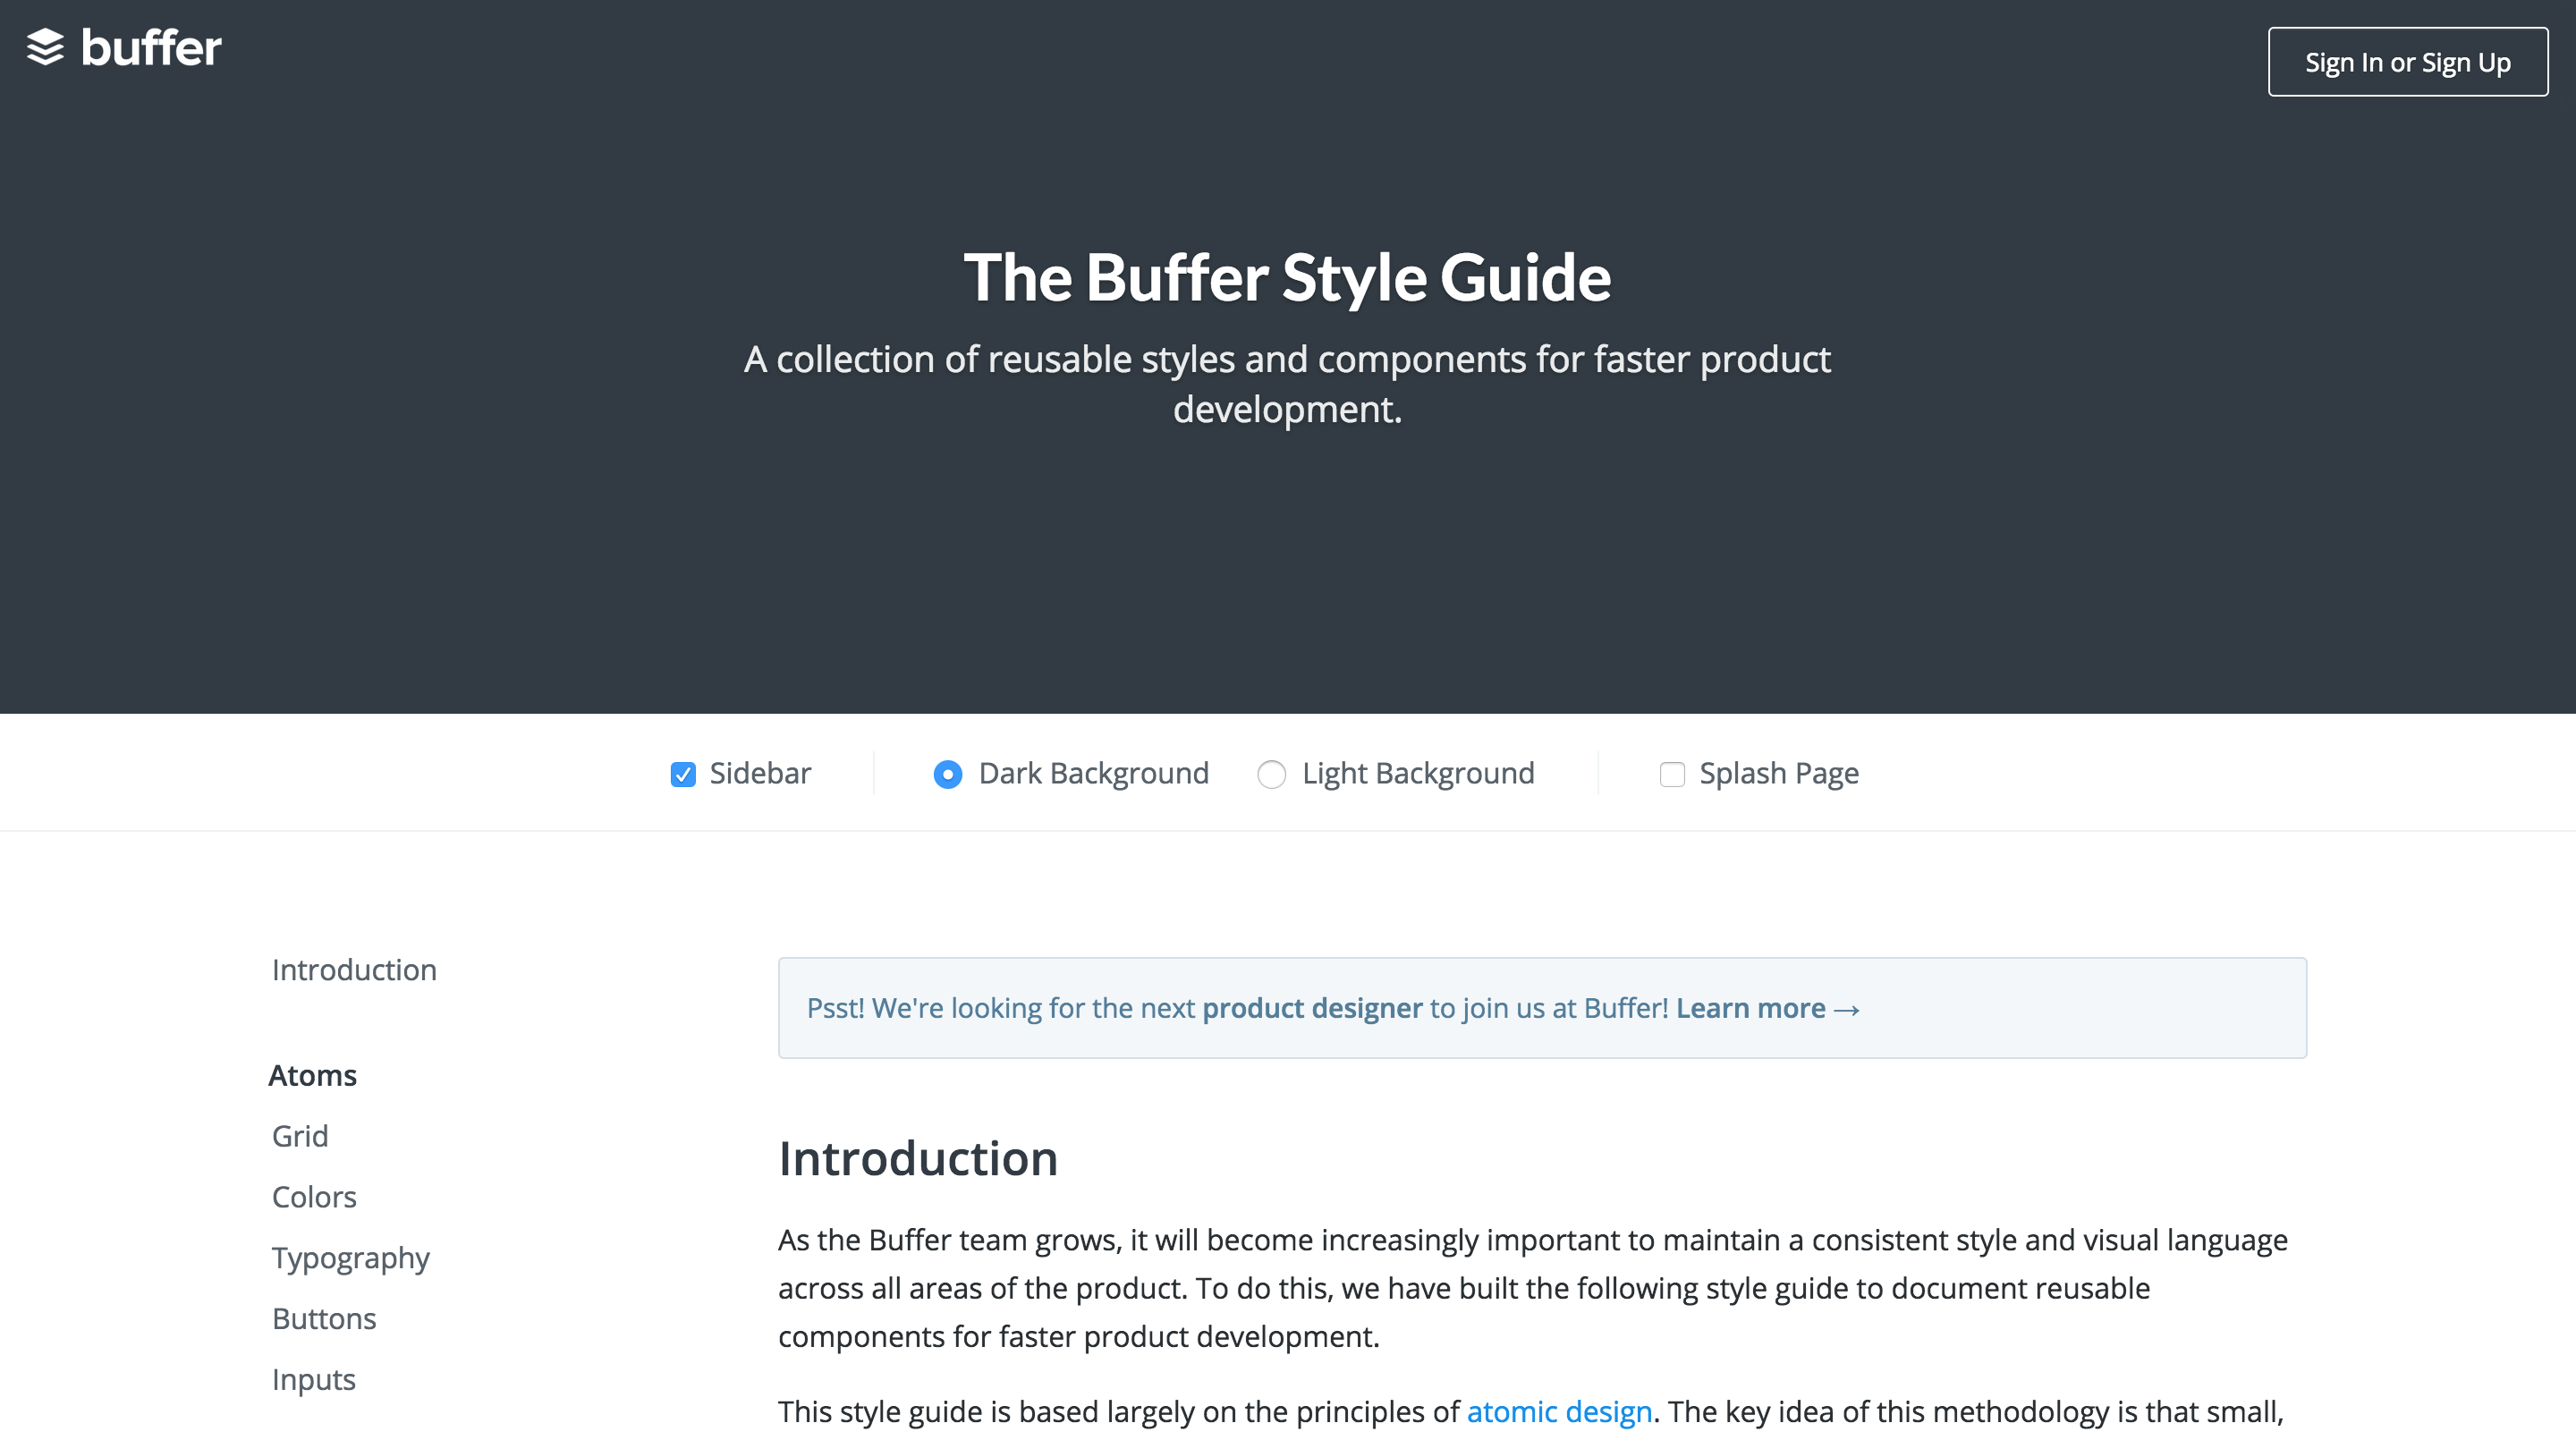 buffer
Sign In or Sign Up
The Buffer Style Guide
A collection of reusable styles and components for faster product
development.
Sidebar
Dark Background
Light Background
Splash Page
Introduction
Atoms
Grid
Colors
Typography
Buttons
Inputs
Psst! We're looking for the next product designer to join us at Buffer! Learn more →
Introduction
As the Buffer team grows, it will become increasingly important to maintain a consistent style and visual language
across all areas of the product. To do this, we have built the following style guide to document reusable
components for faster product development.
This style guide is based largely on the principles of atomic design. The key idea of this methodology is that small,